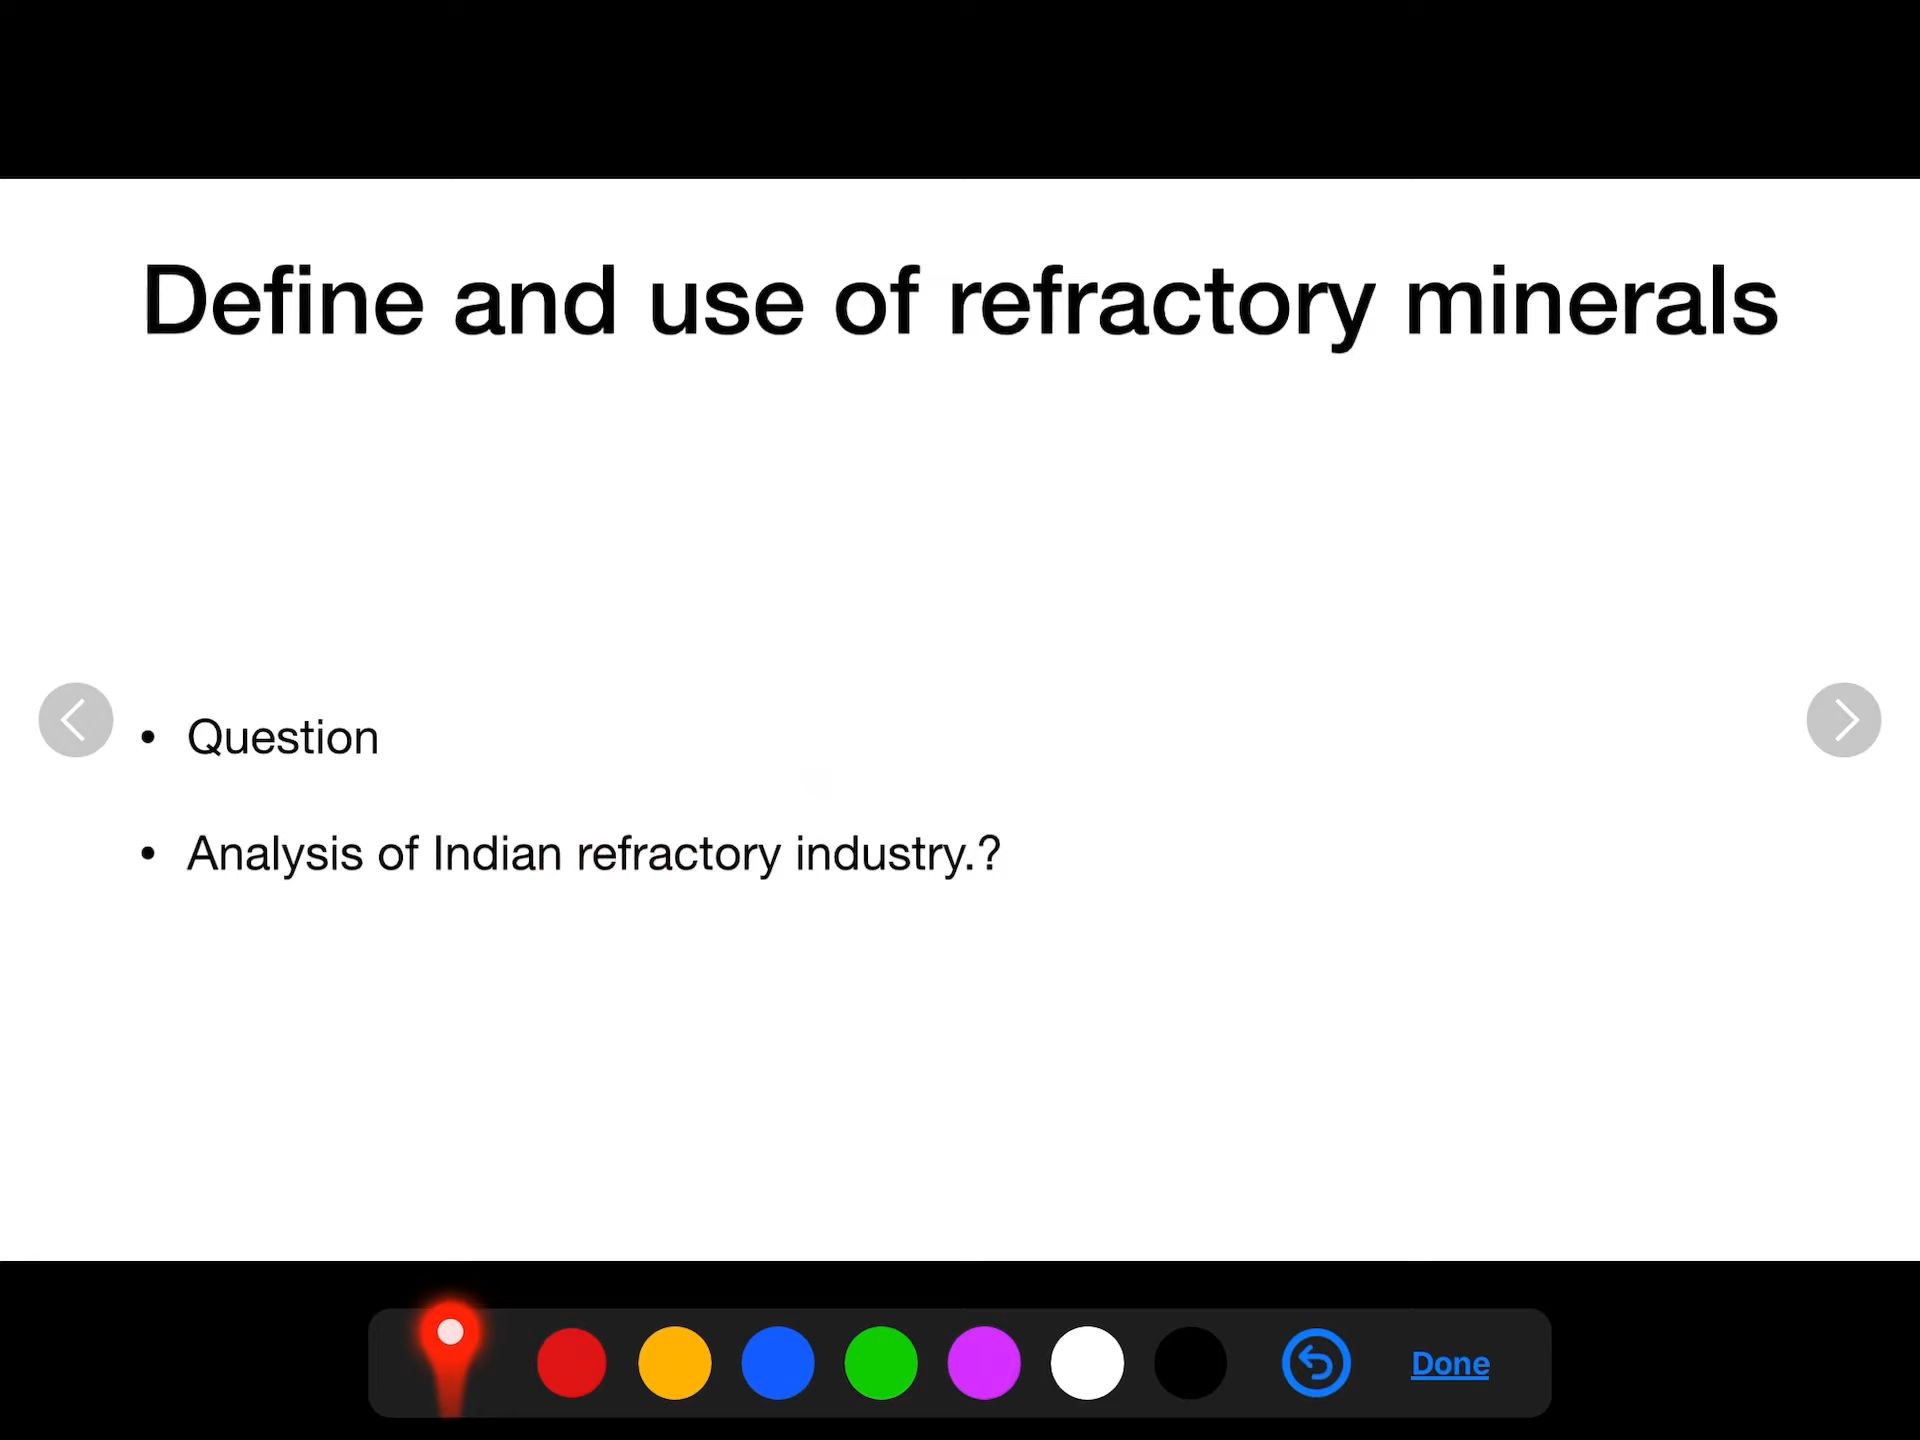 Define and use of refractory minerals
• Question
• Analysis of Indian refractory industry.?
Done